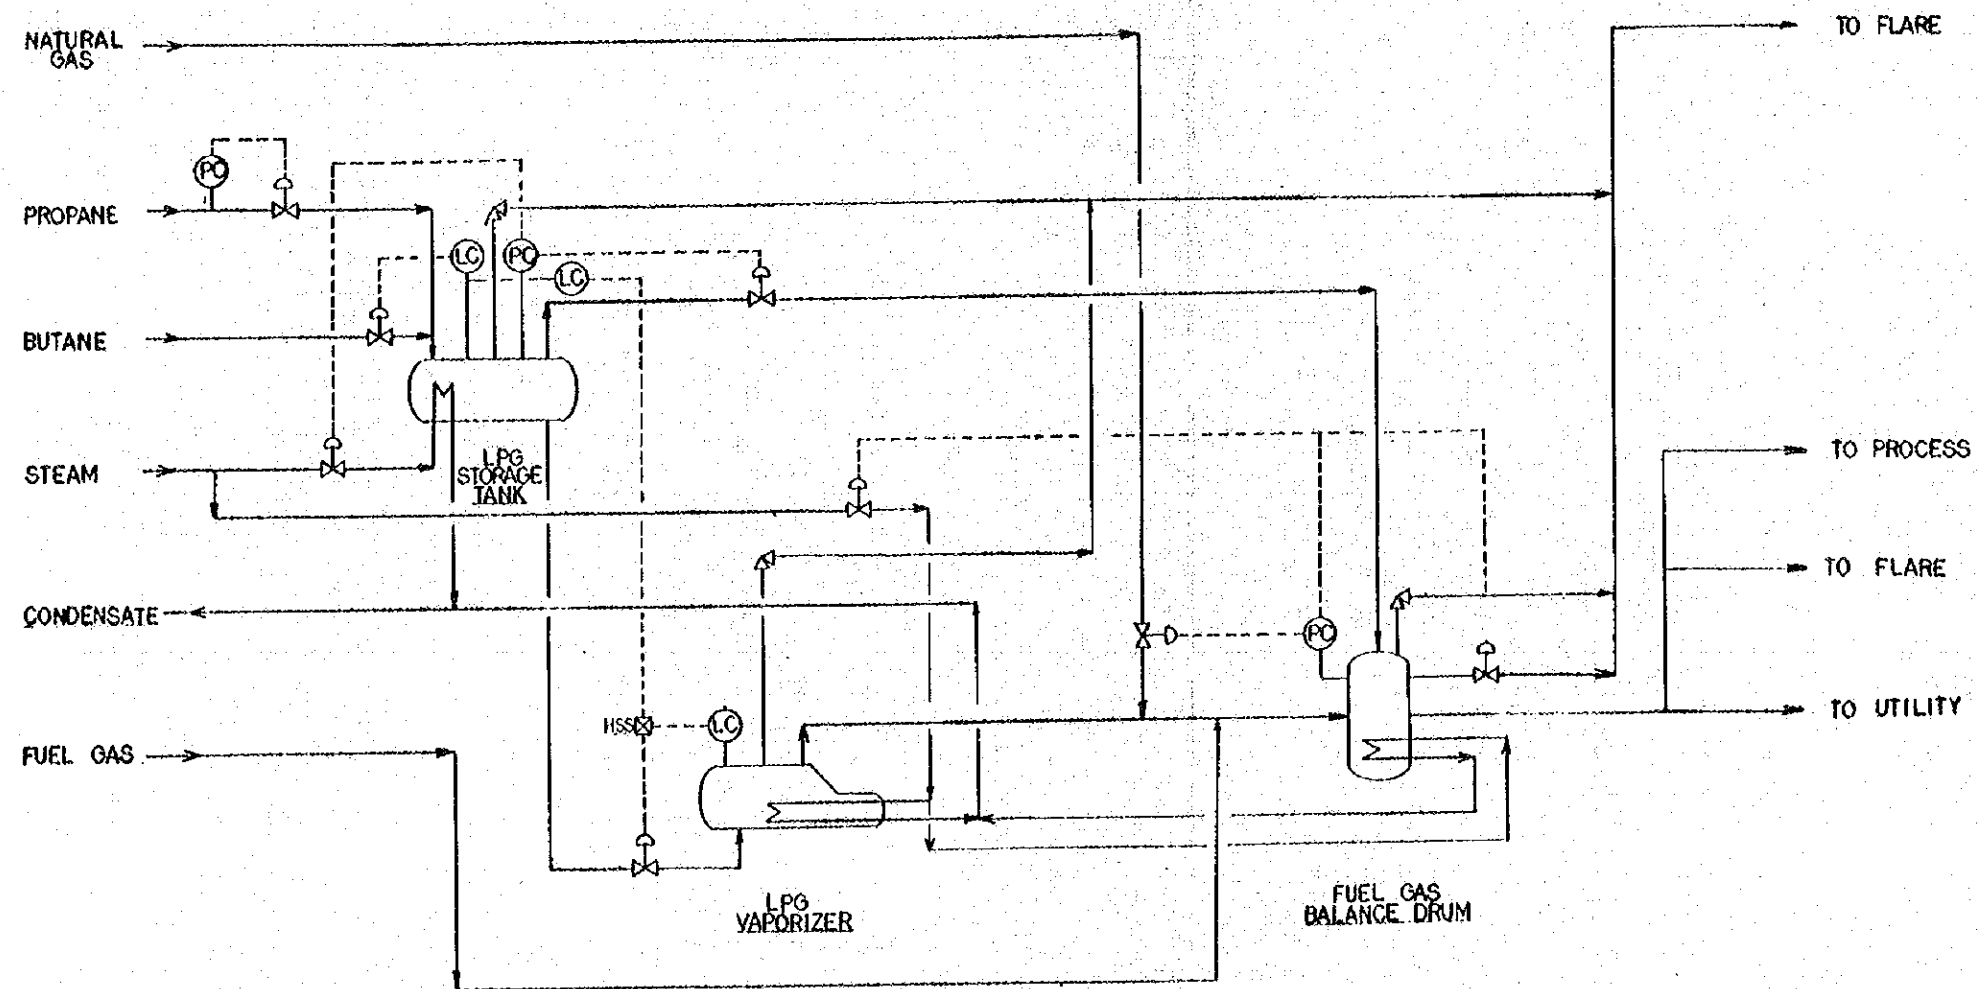 NATURAL
GAS
TO FLARE
PC
PROPANE
LC
PC
LC
BUTANE
STEAM
LPG
STORAGE
TANK
TO PROCESS
TO FLARE
CONDENSATE
PC
HSS
LC
TO UTILITY
FUEL GAS
LPG
VAPORIZER
FUEL GAS
BALANCE DRUM